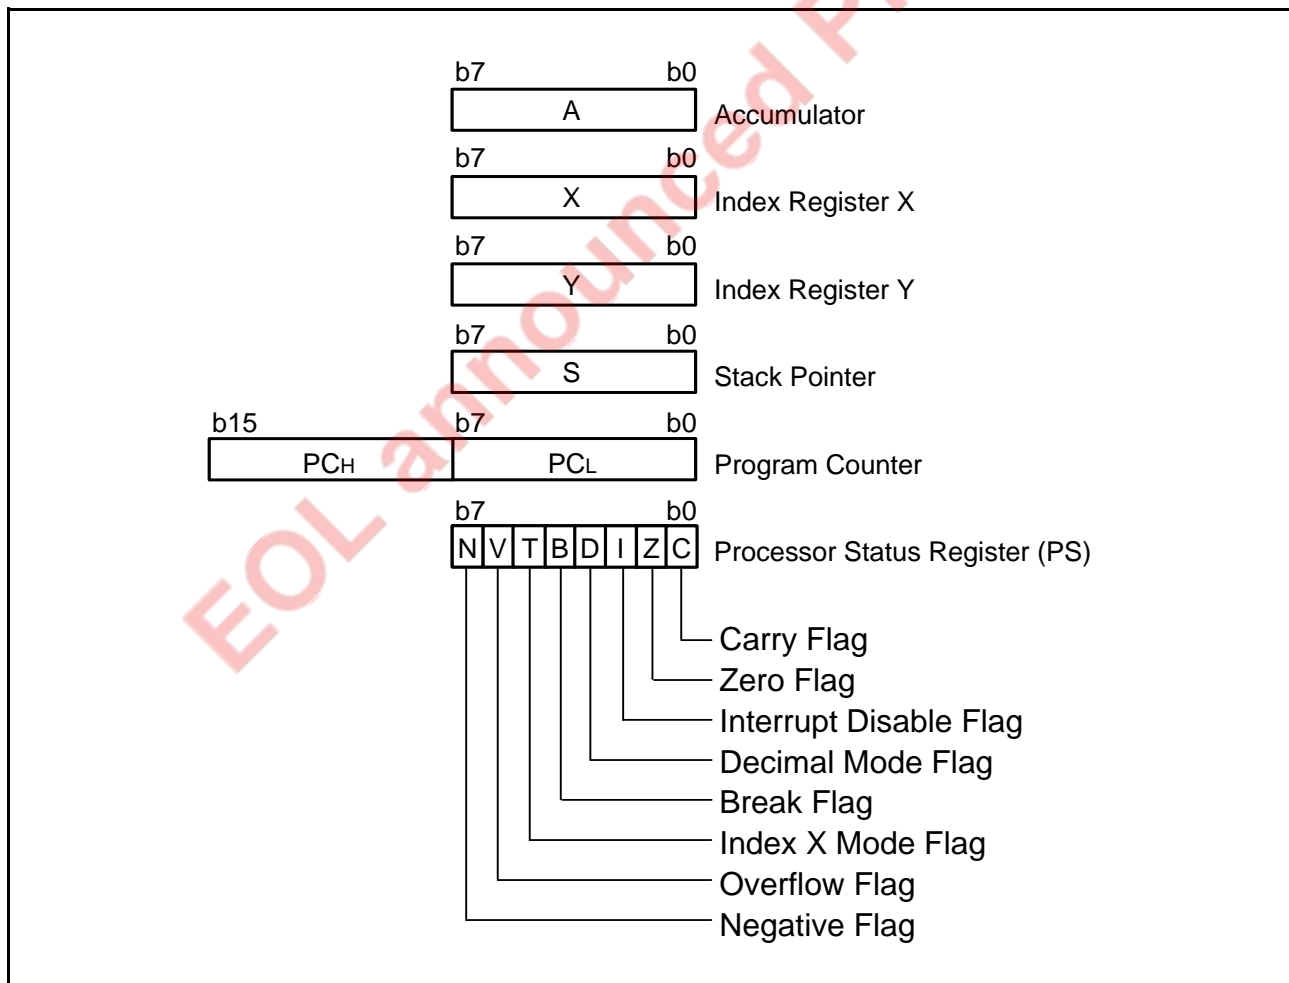 b7 b0
A Accumulator
b7 b0
X Index Register X
b7 b0
Y Index Register Y
b7 b0
S Stack Pointer
b15 b7 b0
PCH PCL Program Counter
b7 b0
N V T B D I Z C Processor Status Register (PS)
Carry Flag
Zero Flag
Interrupt Disable Flag
Decimal Mode Flag
Break Flag
Index X Mode Flag
Overflow Flag
Negative Flag
EOL announced